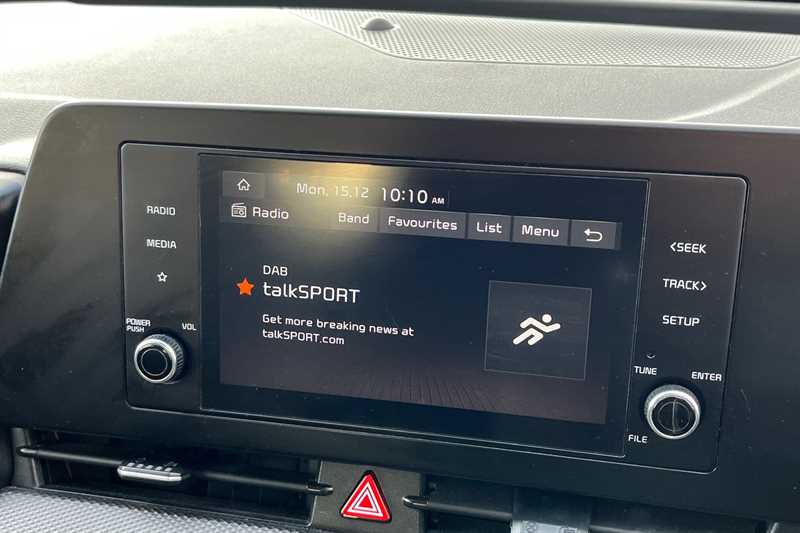 Mon, 15.12 10:10 AM
Radio Band Favourites List Menu
DAB
talkSPORT
Get more breaking news at
talkSPORT.com
RADIO
MEDIA
POWER
PUSH
VOL
<SEEK
TRACK>
SETUP
TUNE
ENTER
FILE